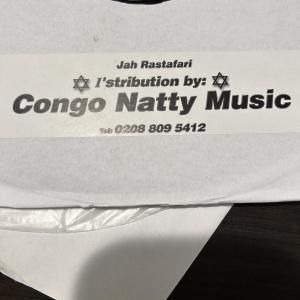 Jah Rastafari
I'stribution by:
Congo Natty Music
Tel: 0208 809 5412